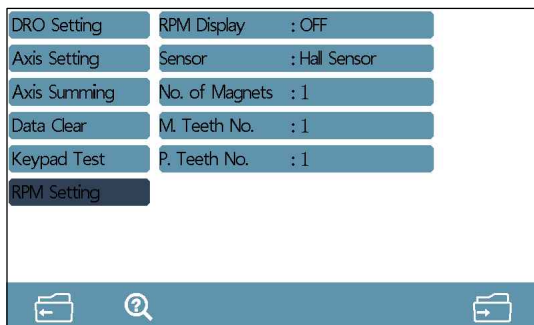 DRO Setting RPM Display : OFF
Axis Setting Sensor : Hall Sensor
Axis Summing No. of Magnets : 1
Data Clear M. Teeth No. : 1
Keypad Test P. Teeth No. : 1
RPM Setting